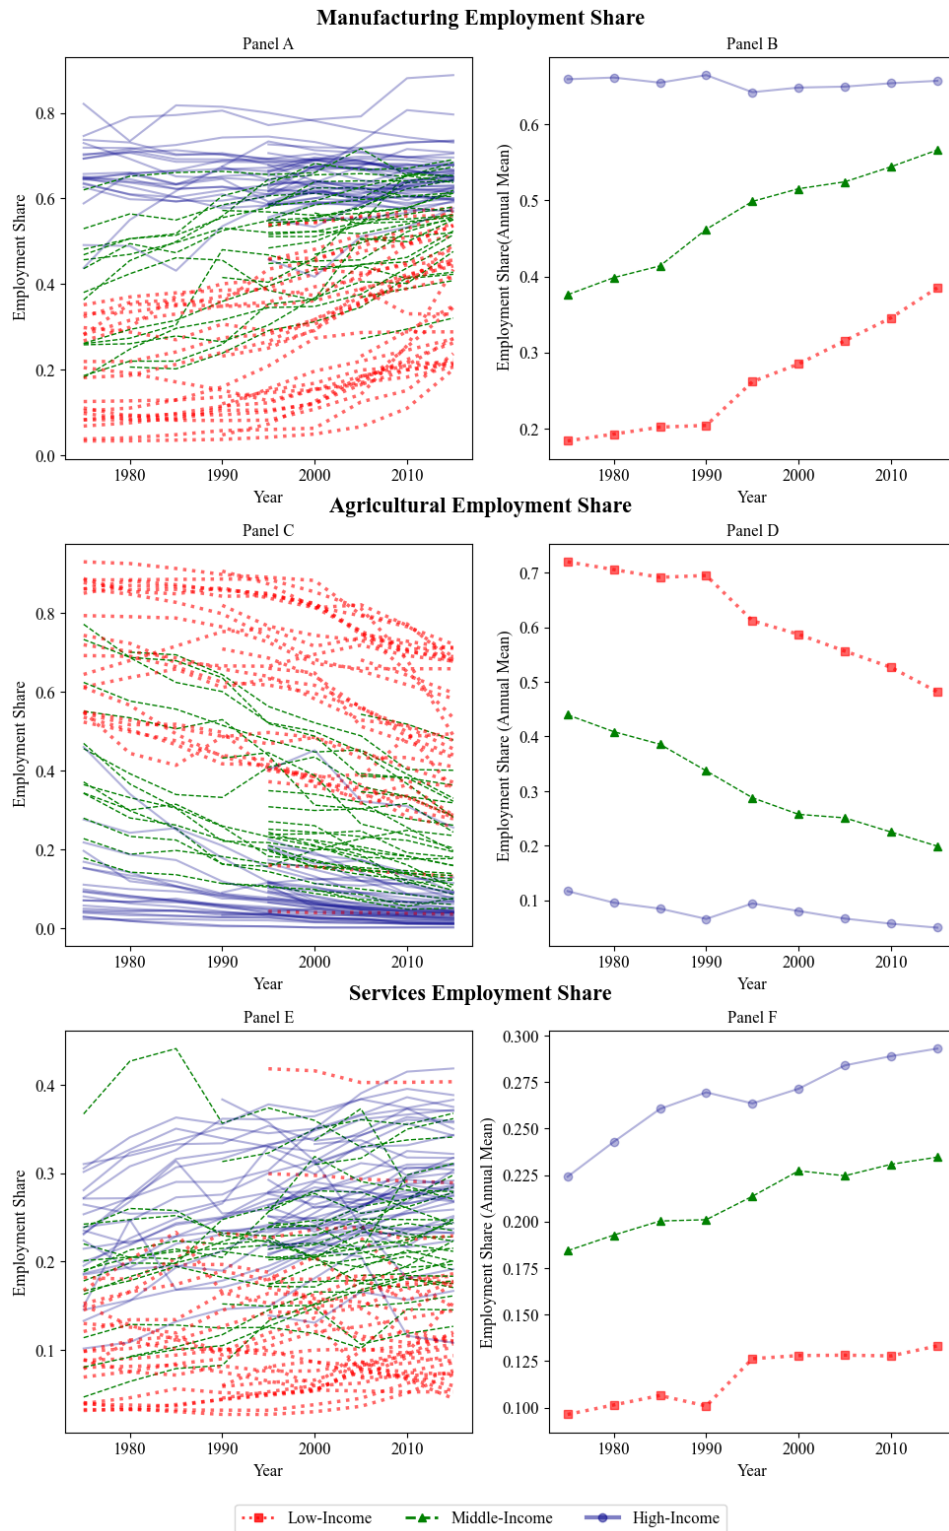 Manufacturing Employment Share
Panel A
Panel B
Employment Share
0.8
0.6
0.4
0.2
0.0
1980 1990 2000 2010
Year
Employment Share(Annual Mean)
0.6
0.5
0.4
0.3
0.2
1980 1990 2000 2010
Year
Agricultural Employment Share
Panel C
Panel D
Employment Share
0.8
0.6
0.4
0.2
0.0
1980 1990 2000 2010
Year
Employment Share (Annual Mean)
0.7
0.6
0.5
0.4
0.3
0.2
0.1
1980 1990 2000 2010
Year
Services Employment Share
Panel E
Panel F
Employment Share
0.4
0.3
0.2
0.1
1980 1990 2000 2010
Year
Employment Share (Annual Mean)
0.300
0.275
0.250
0.225
0.200
0.175
0.150
0.125
0.100
1980 1990 2000 2010
Year
Low-Income Middle-Income High-Income